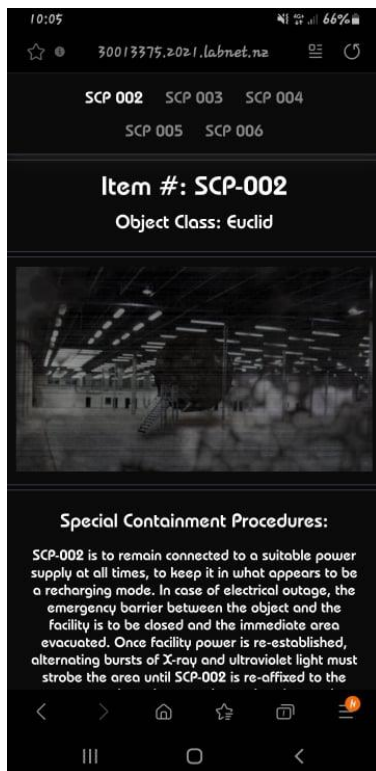 10:05
66%
30013375.2021.labnet.nz
SCP 002 SCP 003 SCP 004
SCP 005 SCP 006
Item #: SCP-002
Object Class: Euclid
Special Containment Procedures:
SCP-002 is to remain connected to a suitable power
supply at all times, to keep it in what appears to be
a recharging mode. In case of electrical outage, the
emergency barrier between the object and the
facility is to be closed and the immediate area
evacuated. Once facility power is re-established,
alternating bursts of X-ray and ultraviolet light must
strobe the area until SCP-002 is re-affixed to the
1
N